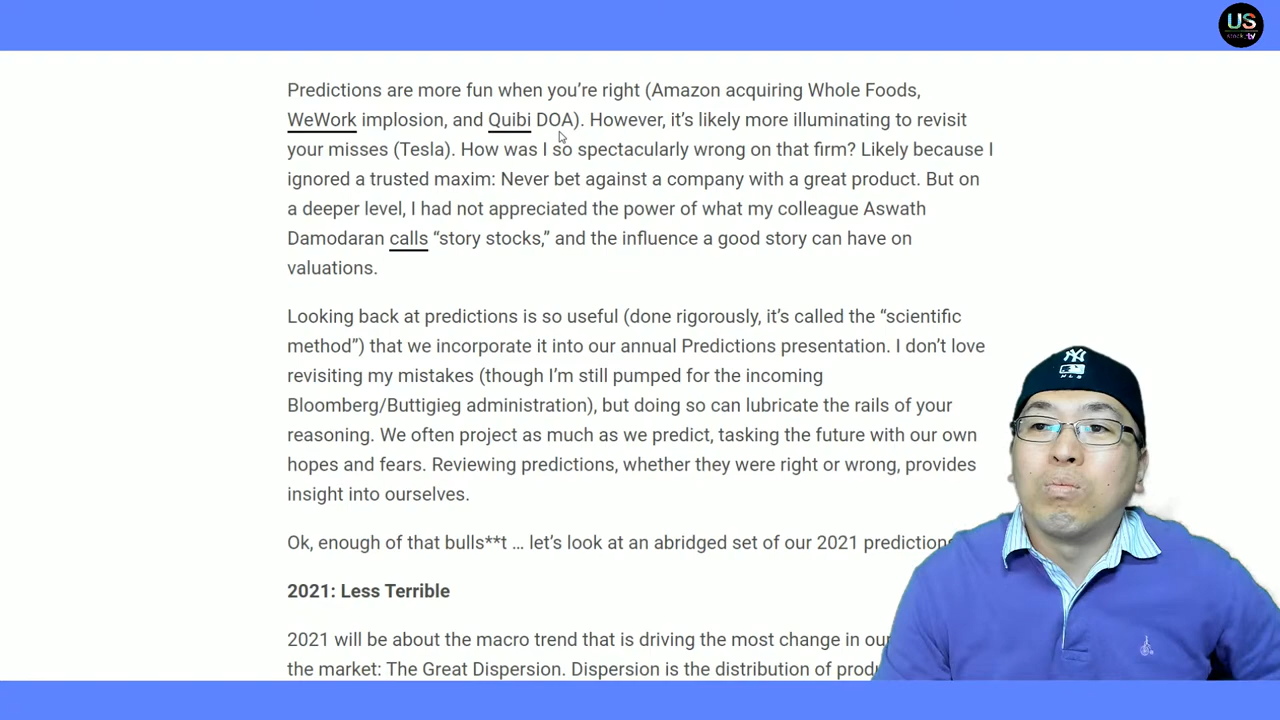 US
stock.tv
Predictions are more fun when you’re right (Amazon acquiring Whole Foods,
WeWork implosion, and Quibi DOA). However, it’s likely more illuminating to revisit
your misses (Tesla). How was I so spectacularly wrong on that firm? Likely because I
ignored a trusted maxim: Never bet against a company with a great product. But on
a deeper level, I had not appreciated the power of what my colleague Aswath
Damodaran calls “story stocks,” and the influence a good story can have on
valuations.
Looking back at predictions is so useful (done rigorously, it’s called the “scientific
method”) that we incorporate it into our annual Predictions presentation. I don’t love
revisiting my mistakes (though I’m still pumped for the incoming
Bloomberg/Buttigieg administration), but doing so can lubricate the rails of your
reasoning. We often project as much as we predict, tasking the future with our own
hopes and fears. Reviewing predictions, whether they were right or wrong, provides
insight into ourselves.
Ok, enough of that bulls**t … let’s look at an abridged set of our 2021 predictions
2021: Less Terrible
2021 will be about the macro trend that is driving the most change in our
the market: The Great Dispersion. Dispersion is the distribution of